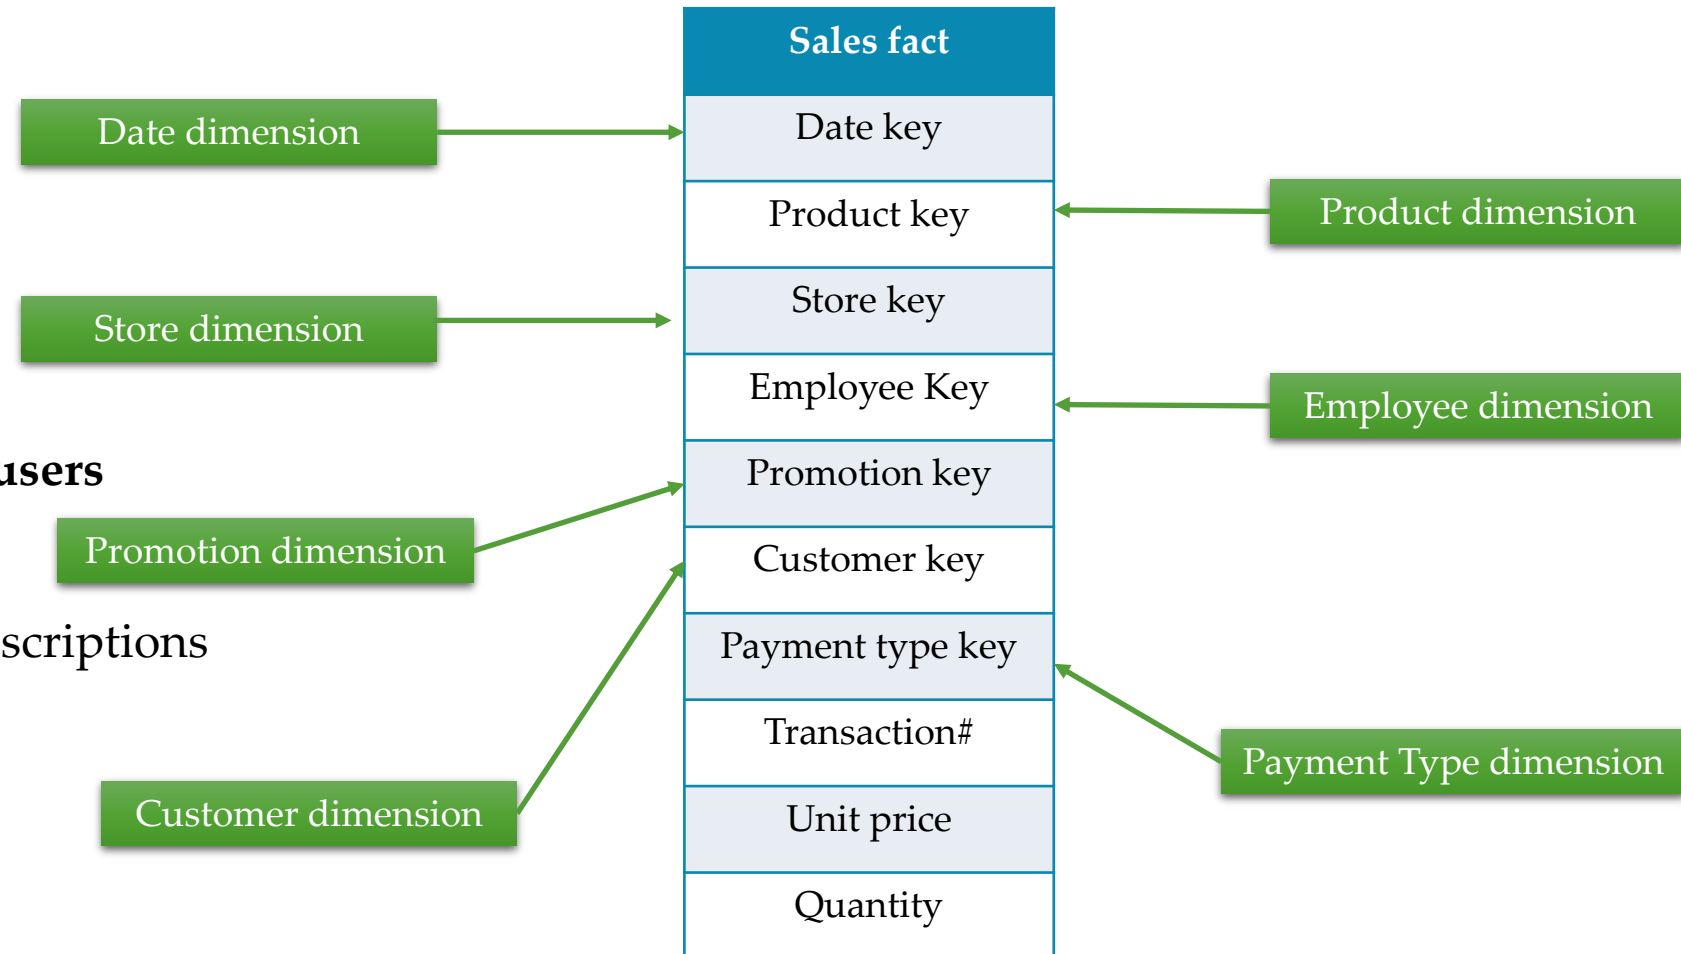 Sales fact
Date dimension
Date key
Product key
Product dimension
Store key
Store dimension
Employee Key
Employee dimension
users
Promotion key
Promotion dimension
Customer key
scriptions
Payment type key
Transaction#
Payment Type dimension
Customer dimension
Unit price
Quantity